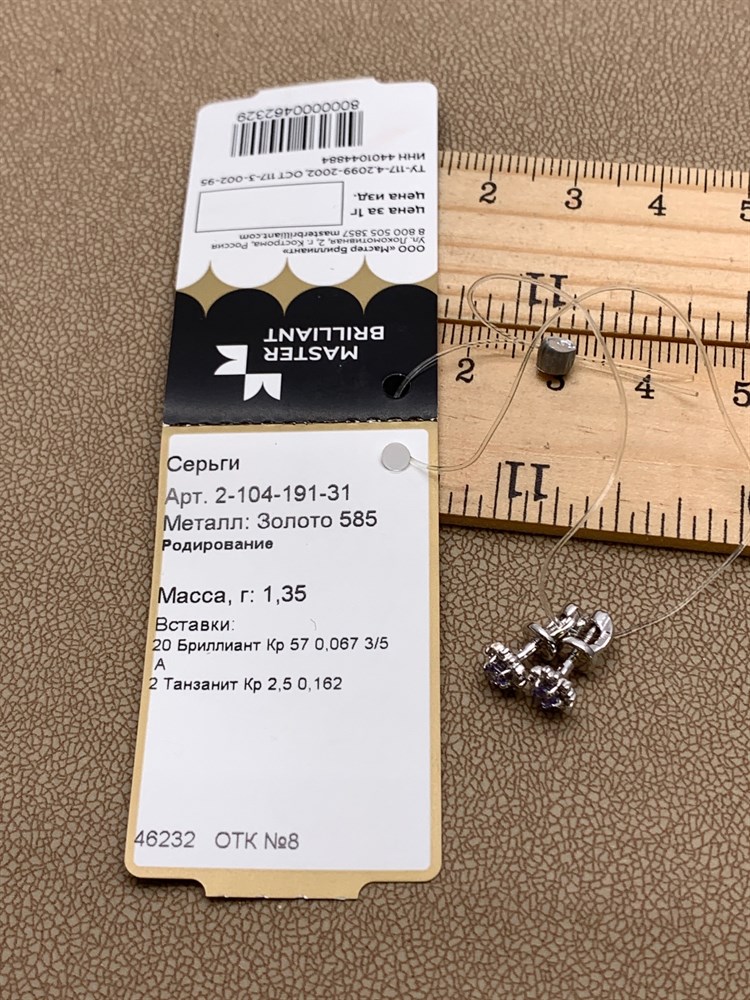 8000000462329
ИНН 4401044884
ТУ-117-4.2099-2002, ОСТ 117-3-002-95
цена изд.
цена за 1г
8 800 505 3857 masterbrilliant.com
Ул. Локомотивная, 2, г. Кострома, Россия
ООО «Мастер Бриллиант»
MASTER
BRILLIANT
Серьги
Арт. 2-104-191-31
Металл: Золото 585
Родирование
Масса, г: 1,35
Вставки:
20 Бриллиант Кр 57 0,067 3/5
А
2 Танзанит Кр 2,5 0,162
46232 ОТК №8
2 3 4 5
11
2 3 4 5
11